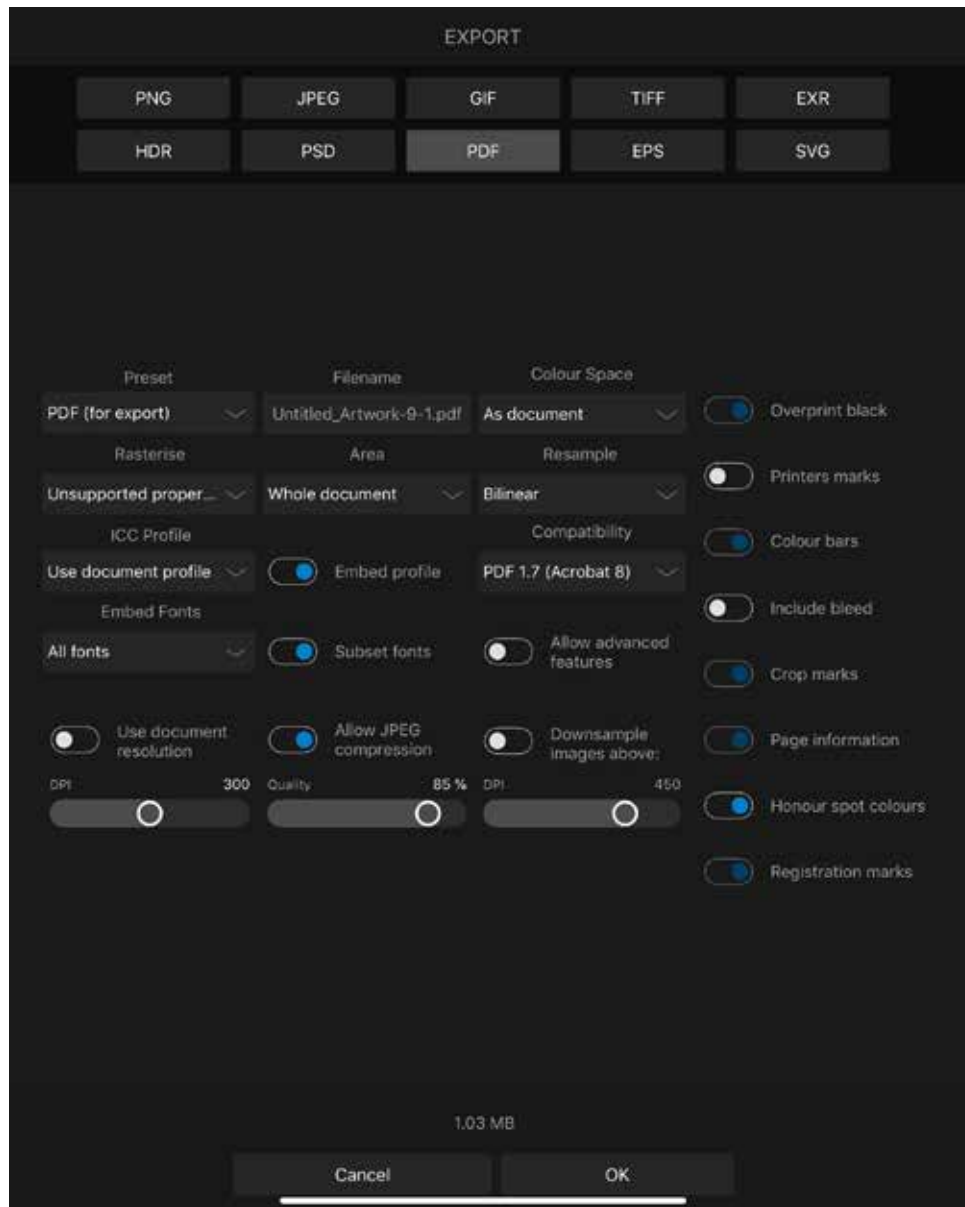 EXPORT
PNG JPEG GIF TIFF EXR
HDR PSD PDF EPS SVG
Preset Filename Colour Space
PDF (for export) Untitled_Artwork-9-1.pdf As document Overprint black
Rasterise Area Resample
Unsupported proper... Whole document Bilinear Printers marks
ICC Profile Compatibility
Use document profile Embed profile PDF 1.7 (Acrobat 8) Colour bars
Embed Fonts Include bleed
All fonts Subset fonts Allow advanced
features
Crop marks
Use document Allow JPEG Downsample
resolution compression images above:
Page information
DPI 300 Quality 85 % DPI 450
Honour spot colours
Registration marks
1.03 MB
Cancel OK